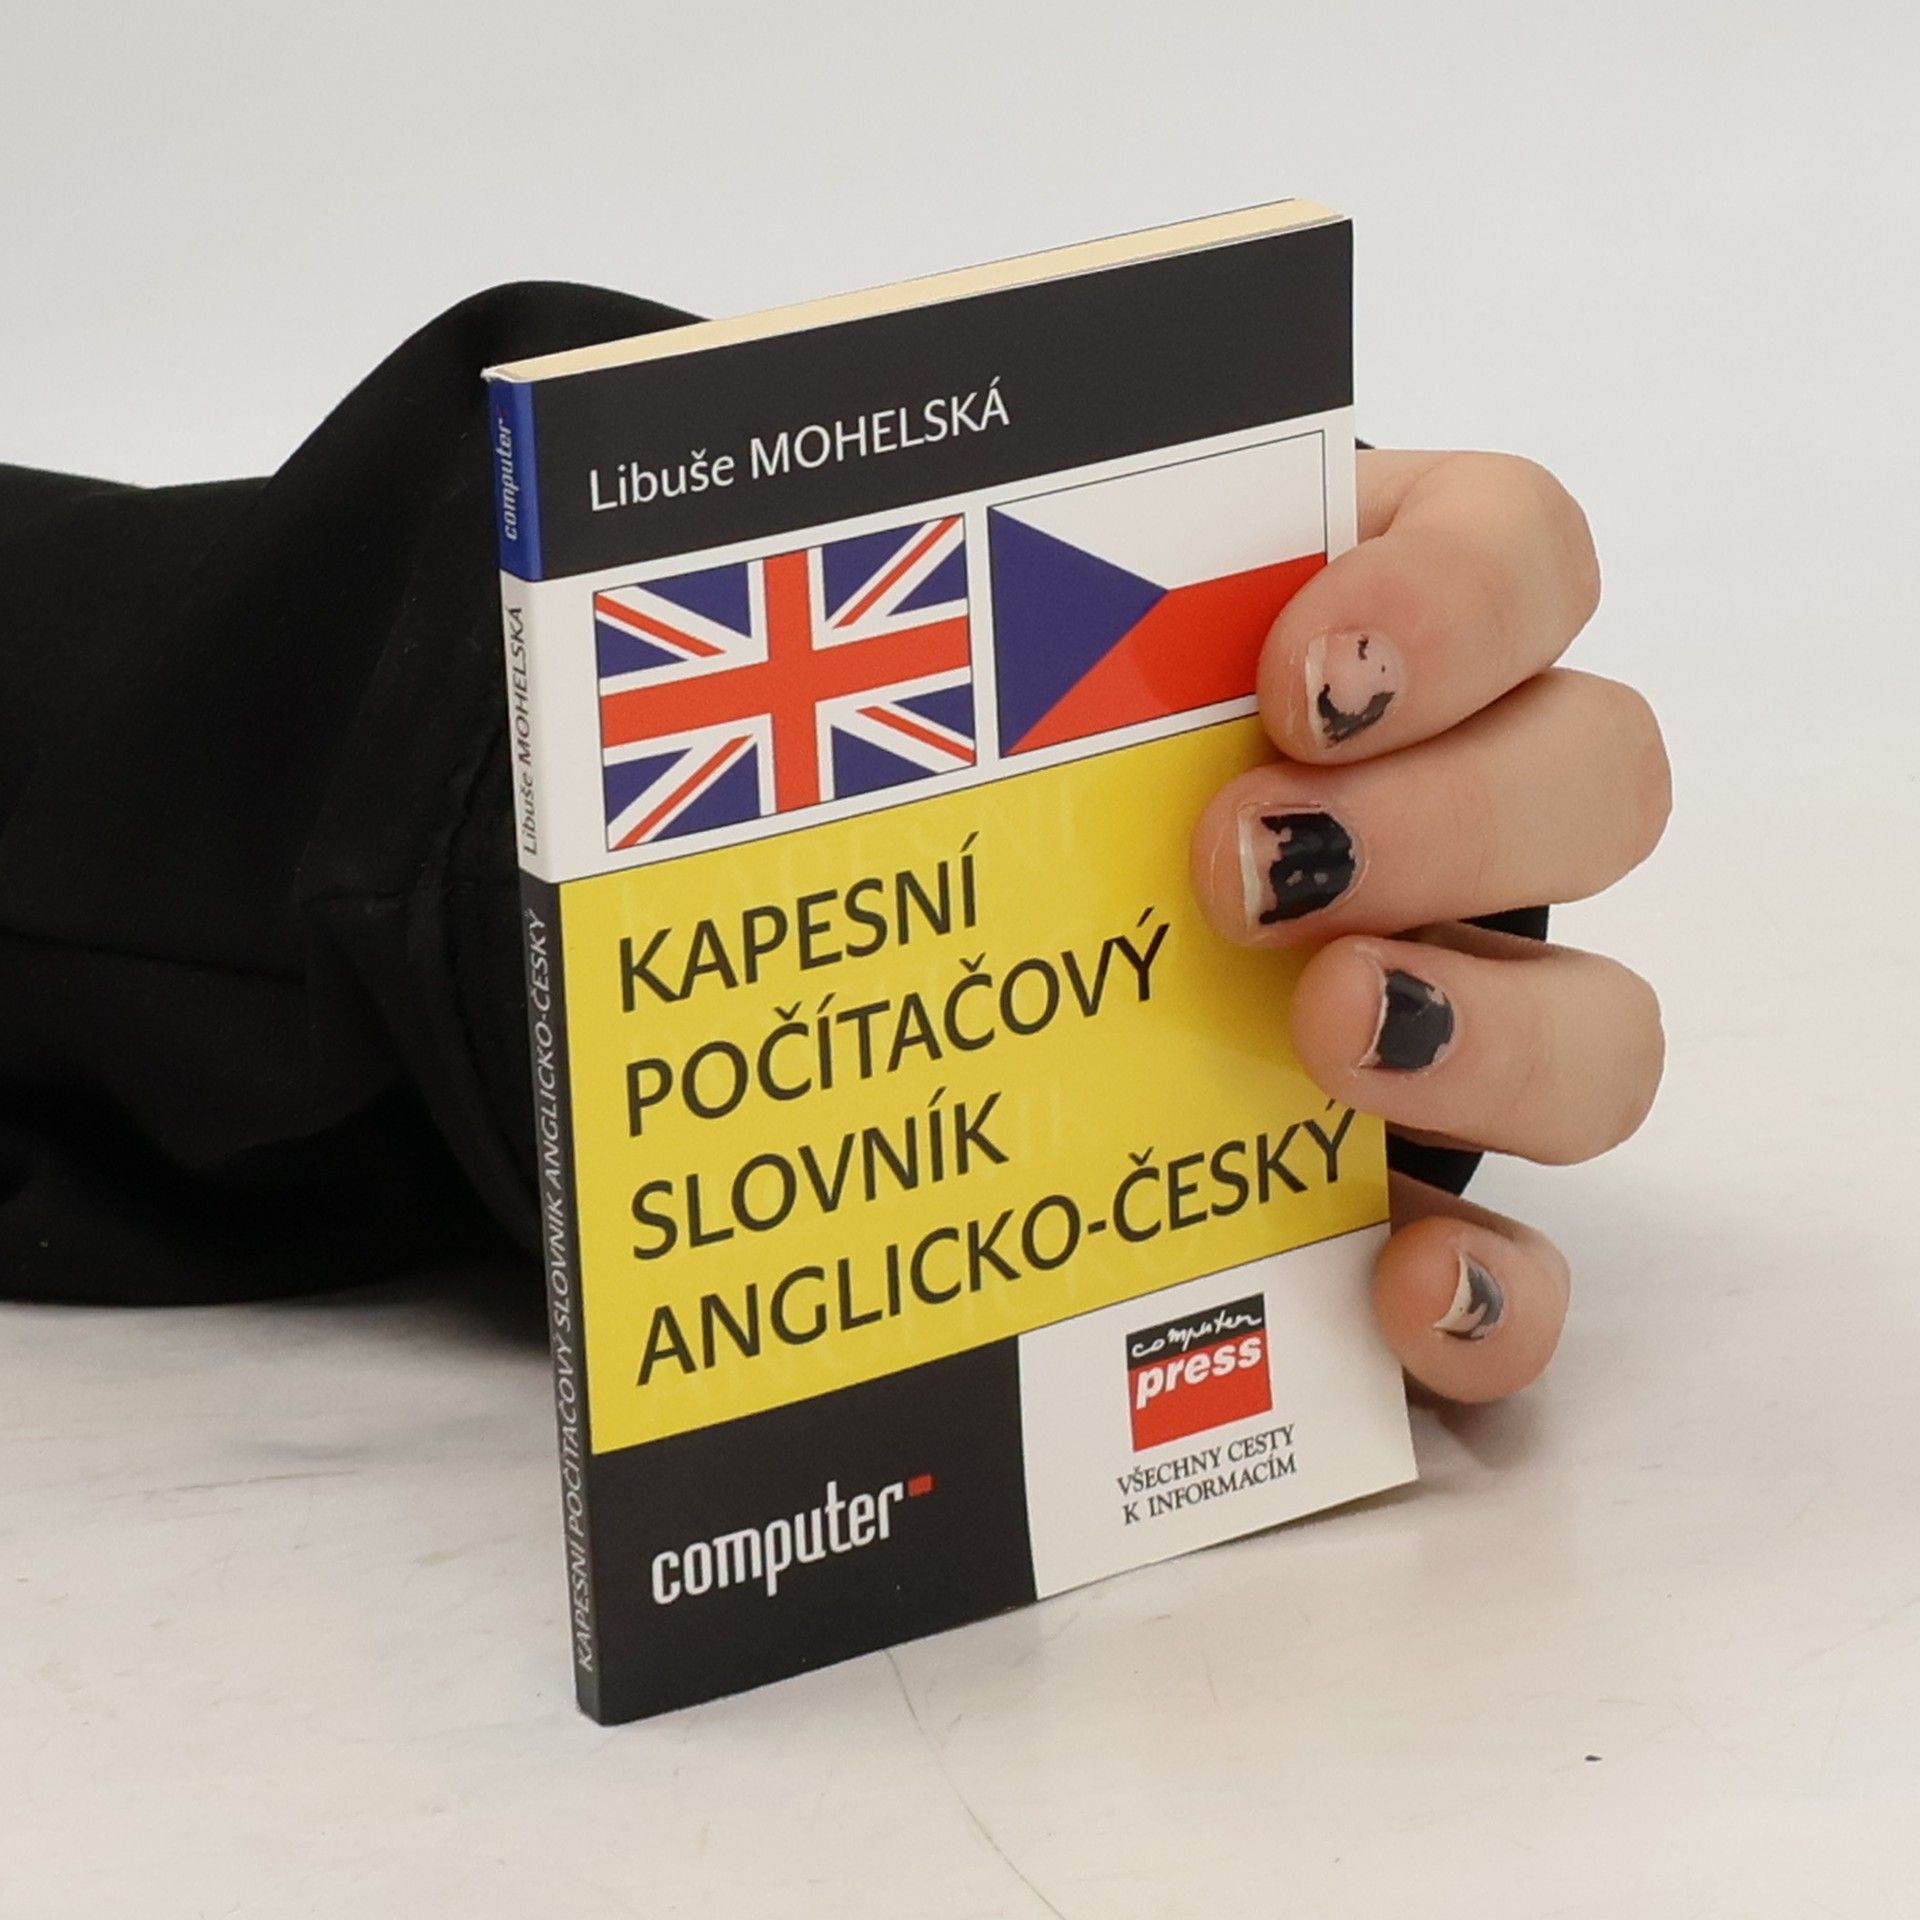 Libuše MOHELSKÁ
KAPESNÍ
POČÍTAČOVÝ
SLOVNÍK
ANGLICKO-ČESKÝ
computer
press
VŠECHNY CESTY
K INFORMACÍM
computer
computer
Libuše MOHELSKÁ
KAPESNÍ POČÍTAČOVÝ SLOVNÍK ANGLICKO-ČESKÝ